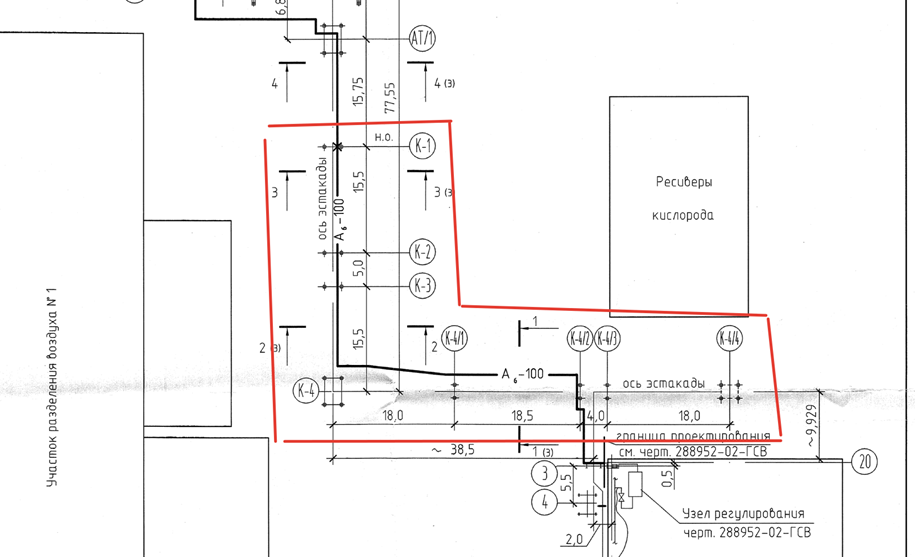 6,8
АТ/1
4
4 (3)
15,75
77,55
н.о.
К-1
ось эстакады
15,5
3
3 (3)
А6-100
Ресиверы
кислорода
К-2
5,0
К-3
Участок разделения воздуха №1
15,5
2 (3)
2
1
К-4/1
К-4/2
К-4/3
К-4/4
К-4
А6-100
ось эстакады
18,0
18,5
4,0
18,0
~9,929
~ 38,5
1 (3)
граница проектирования
см. черт. 288952-02-ГСВ
20
3
4
5,5
0,5
Узел регулирования
черт. 288952-02-ГСВ
2,0